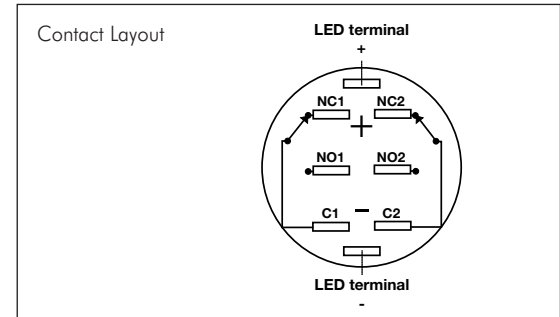 Contact Layout
LED terminal
+
NC1 NC2
+
NO1 NO2
C1 – C2
LED terminal
-